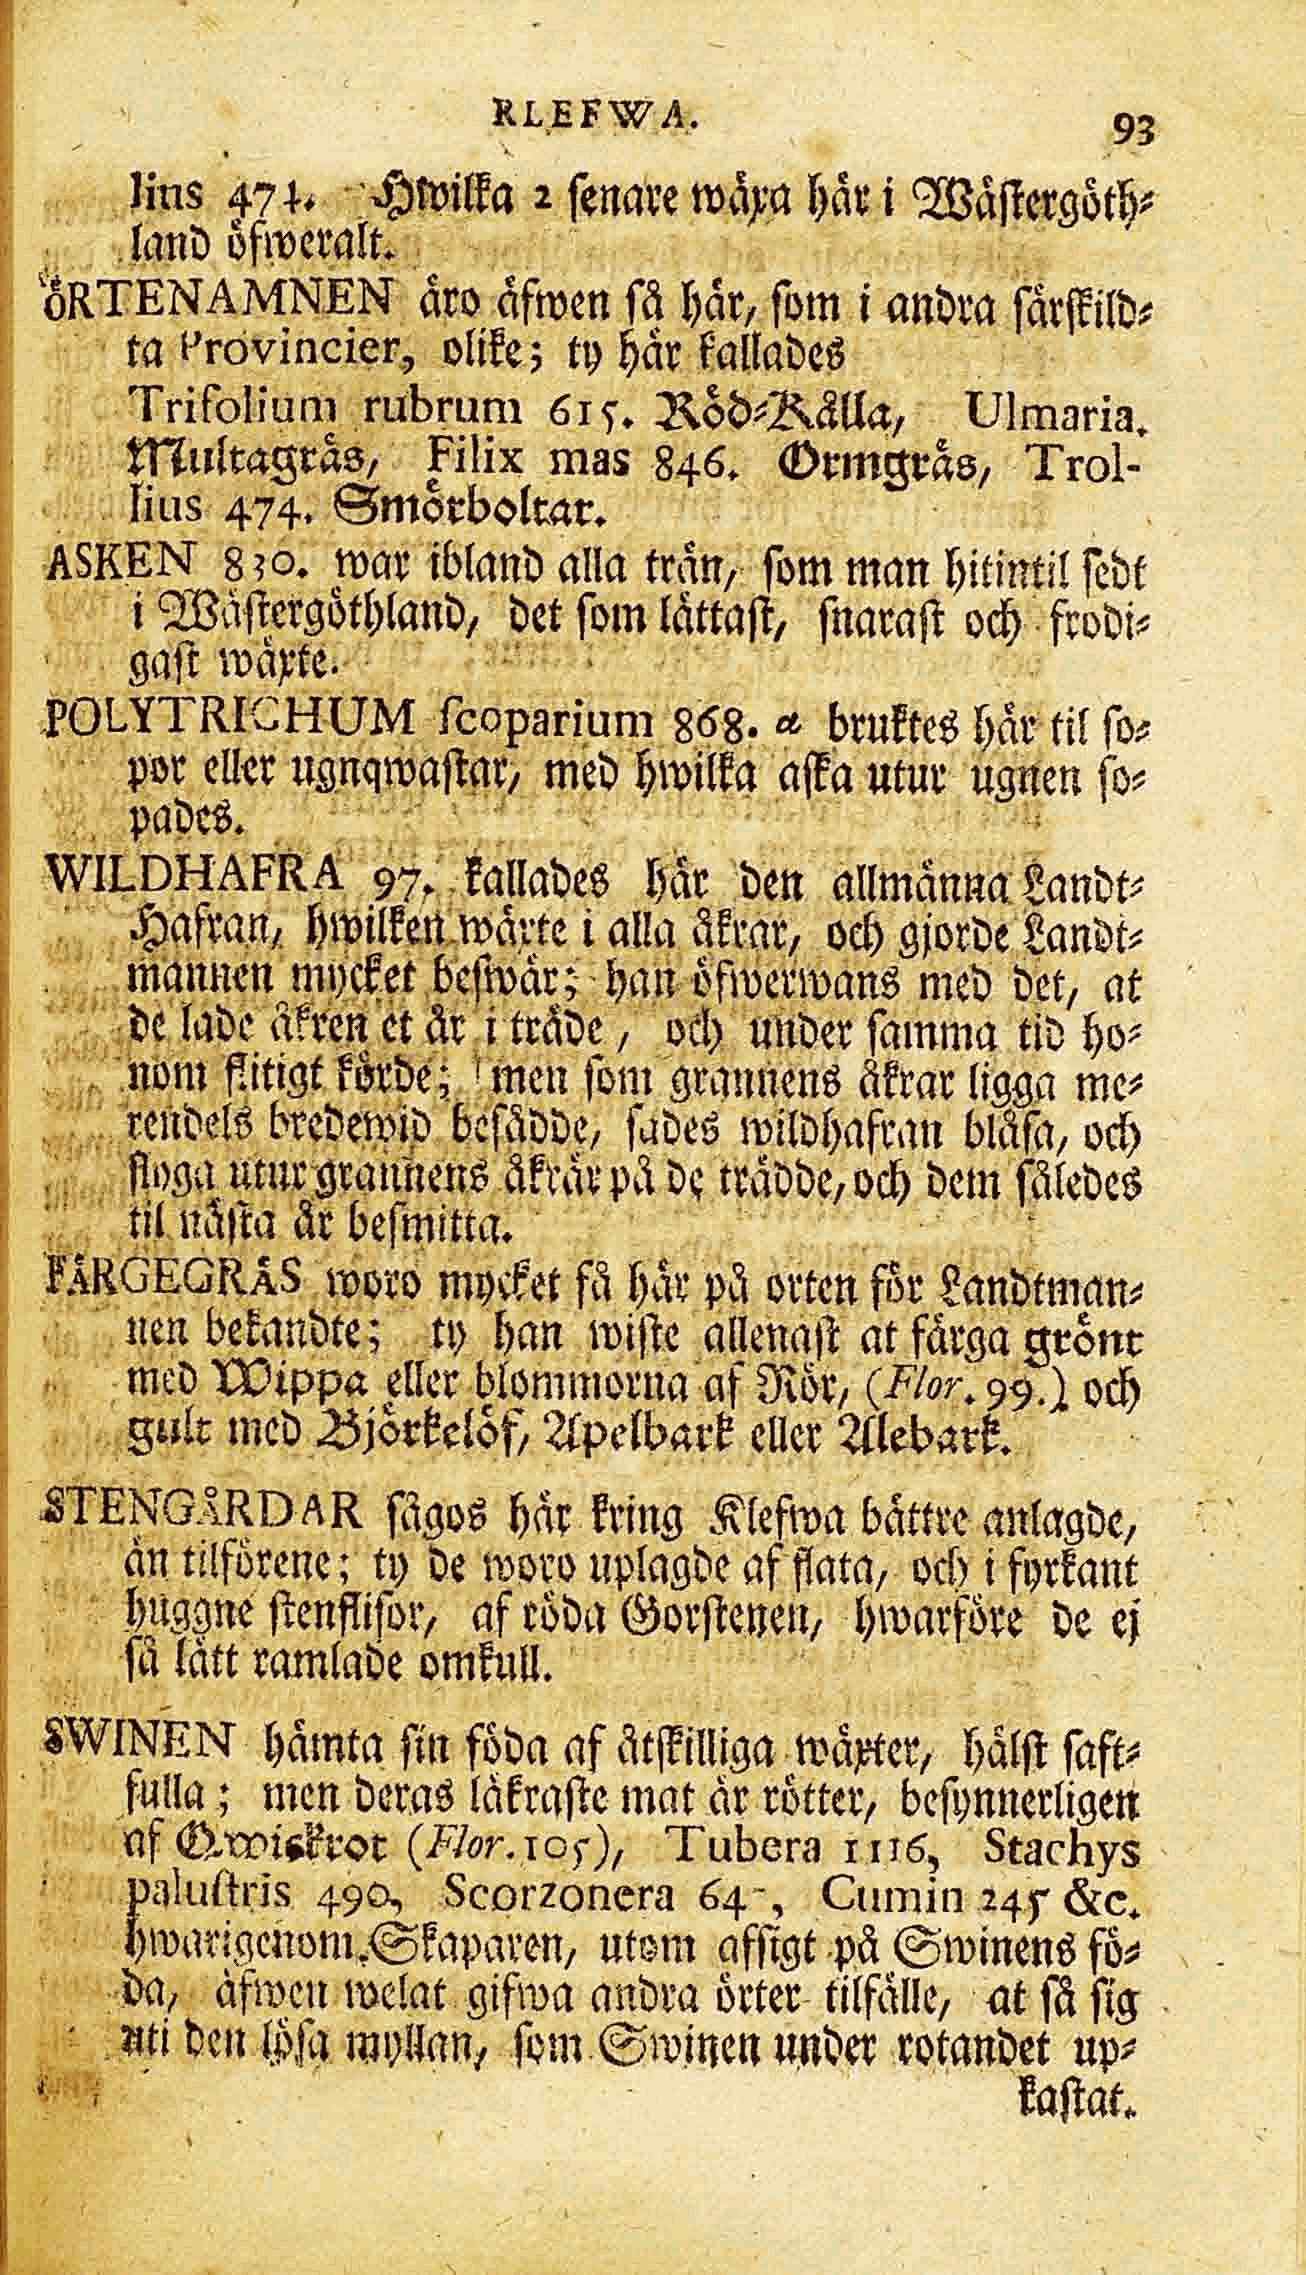 KLEFWA. 93
lius 474. Hwilka 2 senare wäxa här i Wästergöth-
land öfweralt.
ÖRTENAMNEN äro äfwen så här, som i andra särskild-
ta Provincier, olike; ty här kallades
Trifolium rubrum 615. Röd-Kålla, Ulmaria.
Multagräs, Filix mas 846. Ormgräs, Trol-
lius 474. Smörboltar.
ASKEN 830. war ibland alla trän, som man hitintil sedt
i Wästergöthland, det som lättast, snarast och frodi-
gast wäxte.
POLYTRICHUM scoparium 868. α bruktes här til so-
por eller ugnqwastar, med hwilka aska utur ugnen so-
pades.
WILDHAFRA 97. kallades här den allmänna Landt-
Hafran, hwilken wäxte i alla åkrar, och gjorde Landt-
mannen mycket beswär; han öfwerwans med det, at
de lade åkren et år i träde, och under samma tid ho-
nom flitigt körde; men som grannens åkrar ligga me-
rendels bredewid besådde, sades wildhafran blåsa, och
floga utur grannens åkrar på de trädde, och dem således
til nästa år besmitta.
FÄRGEGRÄS woro mycket få här på orten för Landtman-
nen bekandte; ty han wiste allenast at färga grönt
med Wippa eller blommorna af Rör, (Flor. 99.) och
gult med Björkelöf, Apelbark eller Alebark.
STENGÅRDAR sågos här kring Klefwa bättre anlagde,
än tilförene; ty de woro uplagde af flata, och i fyrkant
huggne stenflisor, af röda Gorstenen, hwarföre de ej
så lätt ramlade omkull.
SWINEN hämta sin föda af åtskilliga wäxter, hälst saft-
fulla; men deras läkraste mat är rötter, besynnerligen
af Qwickrot (Flor. 105), Tubera 1116, Stachys
palustris 490, Scorzonera 64, Cumin 245 &c.
hwarigenom Skaparen, utom affigt på Swinens fö-
da, äfwen welat gifwa andra örter tilfälle, at så sig
uti den lösa myllan, som Swinen under rotandet up-
kastat.